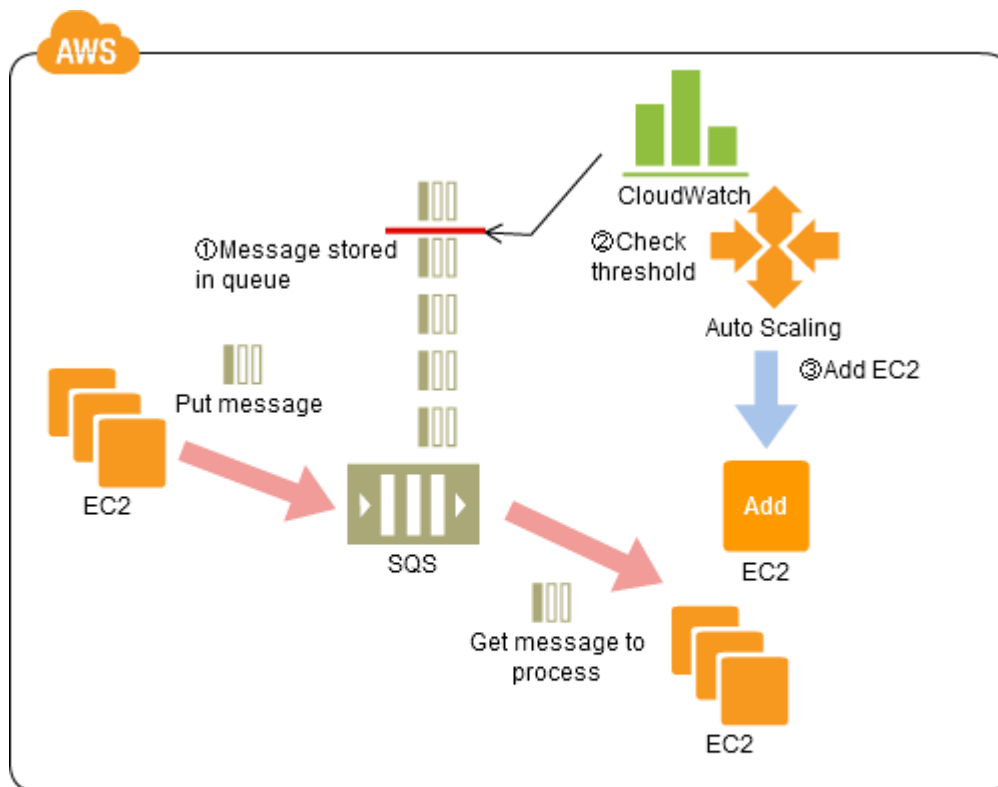 AWS
CloudWatch
①Message stored
in queue
②Check
threshold
Auto Scaling
③Add EC2
Put message
EC2
SQS
Add
EC2
Get message to
process
EC2